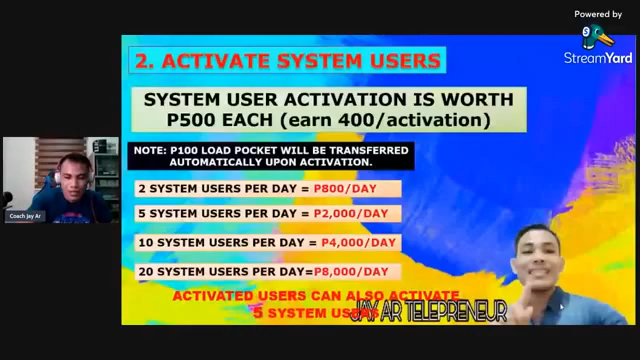 Powered by
StreamYard
2. ACTIVATE SYSTEM USERS
SYSTEM USER ACTIVATION IS WORTH
P500 EACH (earn 400/activation)
NOTE: P100 LOAD POCKET WILL BE TRANSFERRED
AUTOMATICALLY UPON ACTIVATION.
2 SYSTEM USERS PER DAY = P800/DAY
5 SYSTEM USERS PER DAY = P2,000/DAY
10 SYSTEM USERS PER DAY = P4,000/DAY
20 SYSTEM USERS PER DAY=P8,000/DAY
Coach Jay Ar
ACTIVATED USERS CAN ALSO ACTIVATE
5 SYSTEM USERS
JAY AR TELEPRENEUR